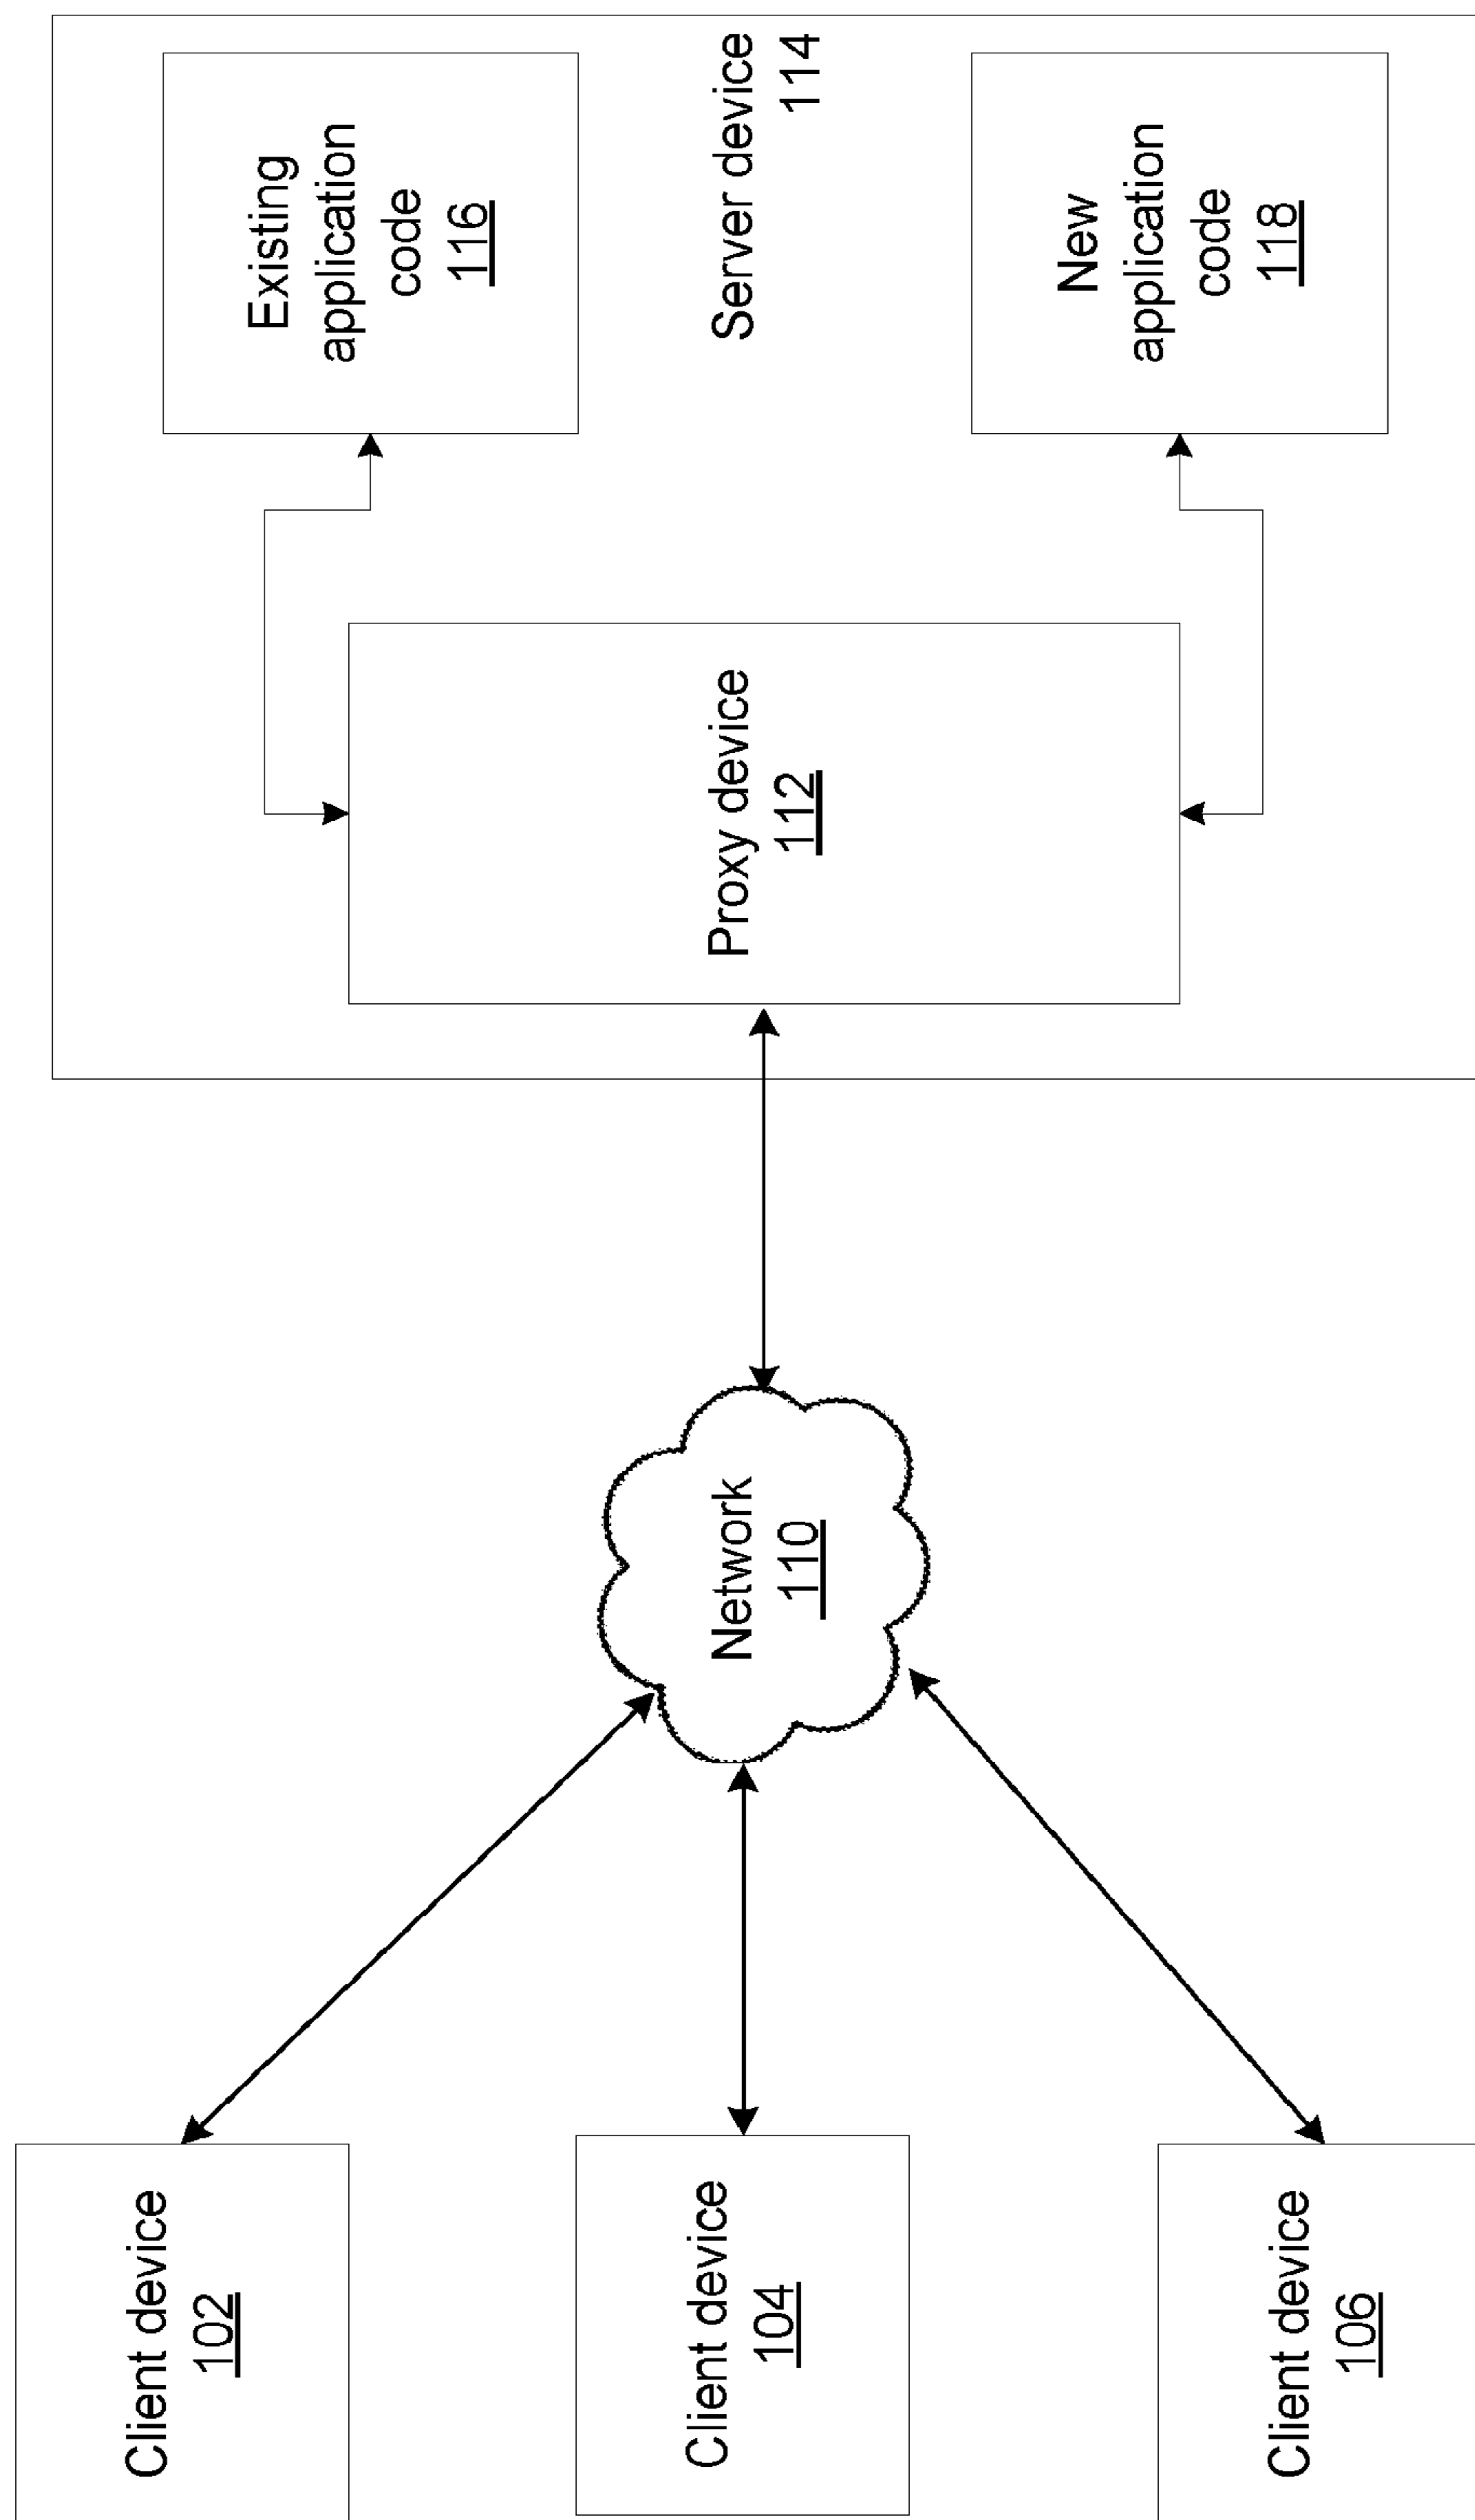 Client device
102
Client device
104
Client device
106
Network
110
Proxy device
112
Existing
application
code
116
Server device
114
New
application
code
118